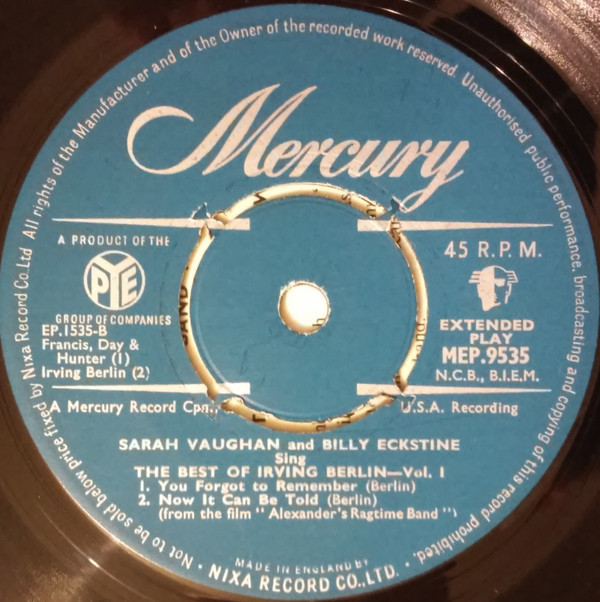 All rights of the Manufacturer and of the Owner of the recorded work reserved. Unauthorised public performance, broadcasting and copying of this record prohibited.
Mercury
A PRODUCT OF THE
PYE
GROUP OF COMPANIES
45 R.P.M.
EXTENDED
PLAY
MEP.9535
N.C.B., B.I.E.M.
EP.1535-B
Francis, Day &
Hunter (1)
Irving Berlin (2)
A Mercury Record Cpn., U.S.A. Recording
SARAH VAUGHAN and BILLY ECKSTINE
Sing
THE BEST OF IRVING BERLIN—Vol. 1
1. You Forgot to Remember (Berlin)
2. Now It Can Be Told (Berlin)
(from the film "Alexander's Ragtime Band")
MADE IN ENGLAND BY
· NIXA RECORD CO.,LTD. ·
Not to be sold below price fixed by Nixa Record Co.Ltd